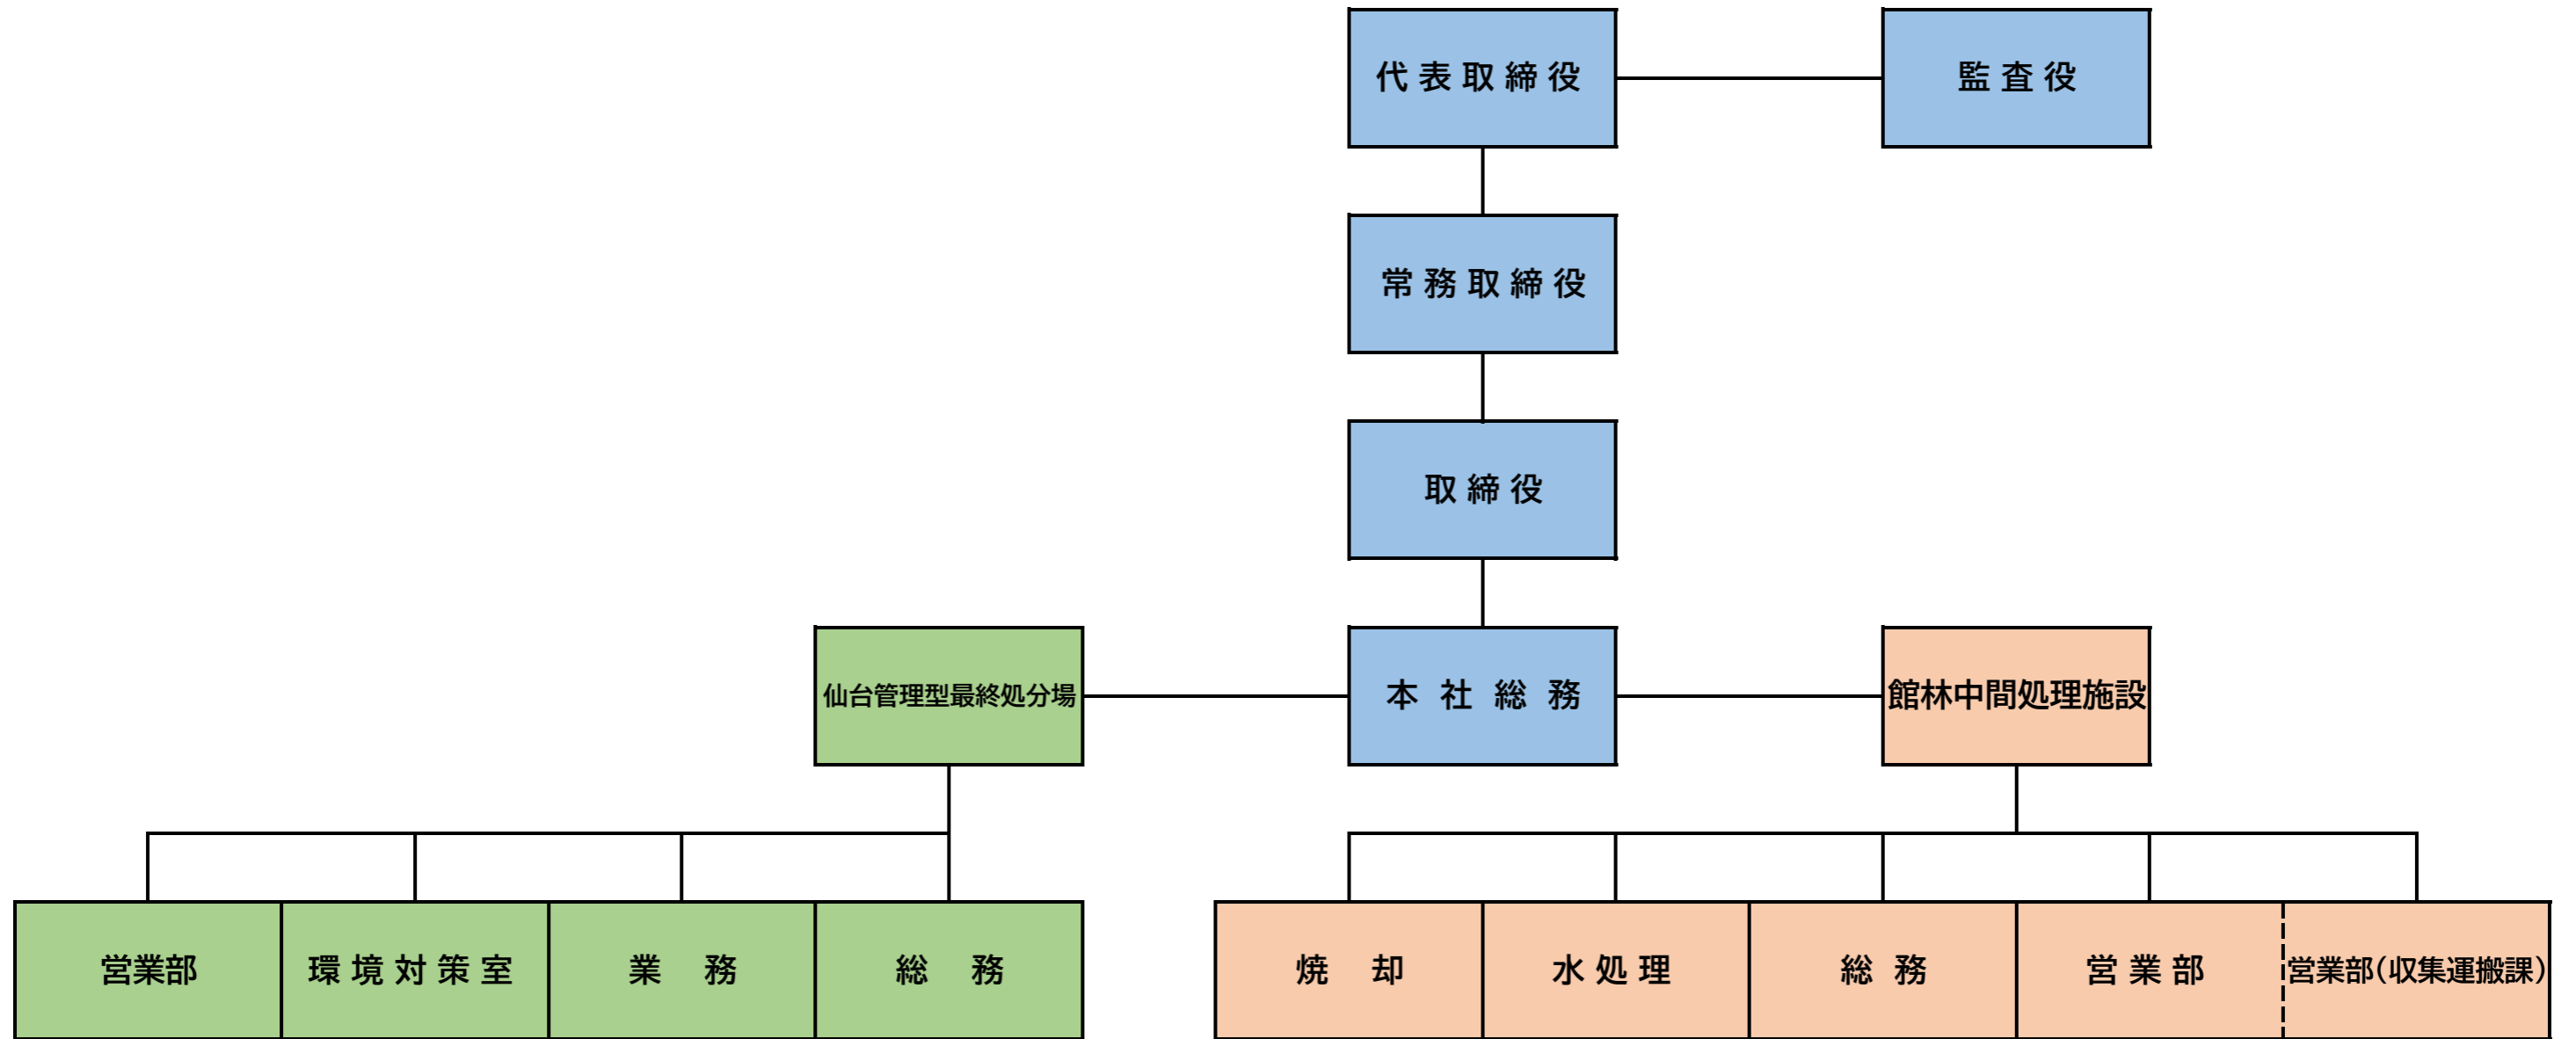 代表取締役
監査役
常務取締役
取締役
仙台管理型最終処分場
本社総務
館林中間処理施設
営業部
環境対策室
業務
総務
焼却
水処理
総務
営業部
営業部(収集運搬課)